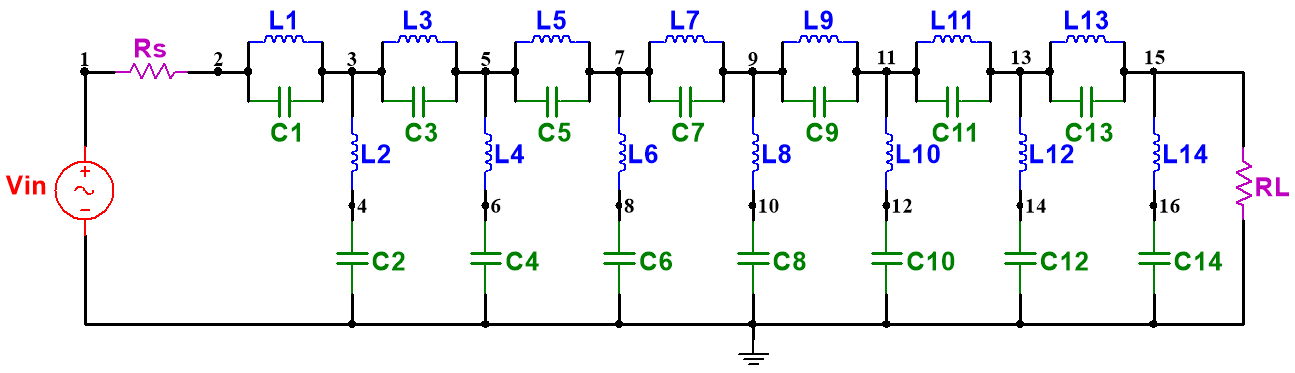 L1 L3 L5 L7 L9 L11 L13
Rs
1 2 3 5 7 9 11 13 15
C1 C3 C5 C7 C9 C11 C13
L2 L4 L6 L8 L10 L12 L14
Vin + − RL
4 6 8 10 12 14 16
C2 C4 C6 C8 C10 C12 C14